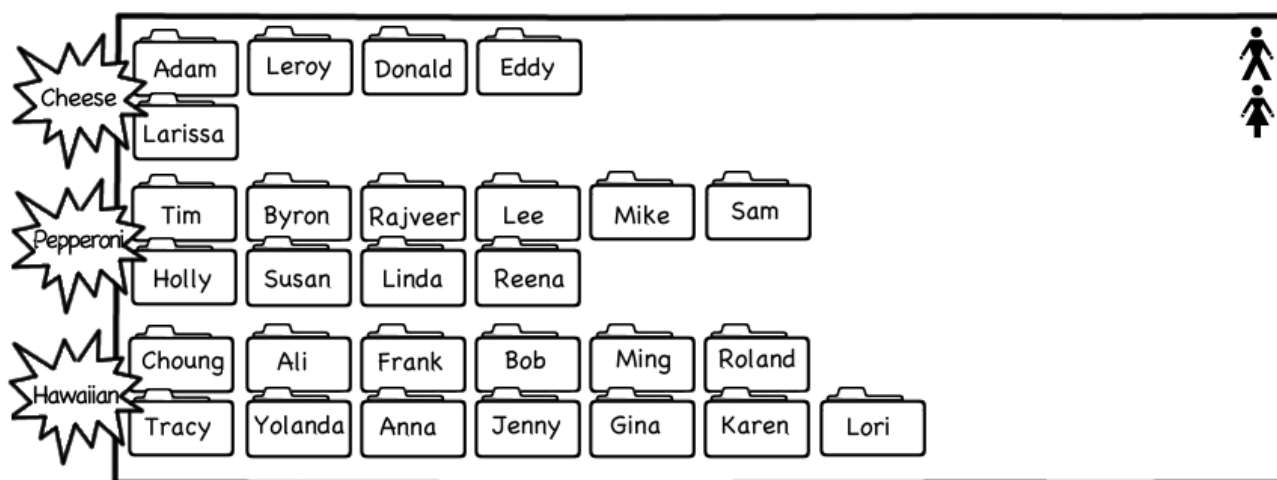 Cheese
Adam Leroy Donald Eddy
Larissa
Pepperoni
Tim Byron Rajveer Lee Mike Sam
Holly Susan Linda Reena
Hawaiian
Choung Ali Frank Bob Ming Roland
Tracy Yolanda Anna Jenny Gina Karen Lori